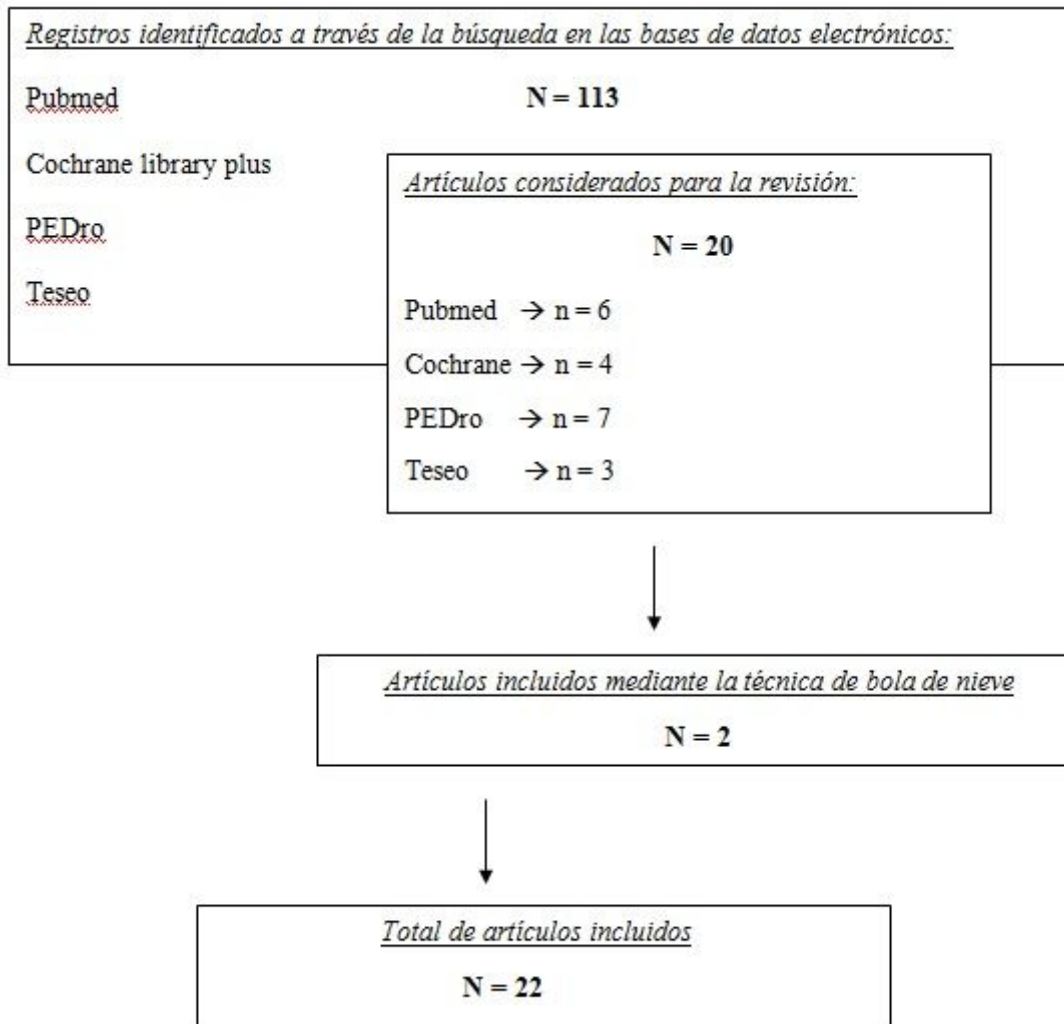 Registros identificados a través de la búsqueda en las bases de datos electrónicos:
Pubmed
N = 113
Cochrane library plus
PEDro
Teseo
Artículos considerados para la revisión:
N = 20
Pubmed → n = 6
Cochrane → n = 4
PEDro → n = 7
Teseo → n = 3
Artículos incluidos mediante la técnica de bola de nieve
N = 2
Total de artículos incluidos
N = 22